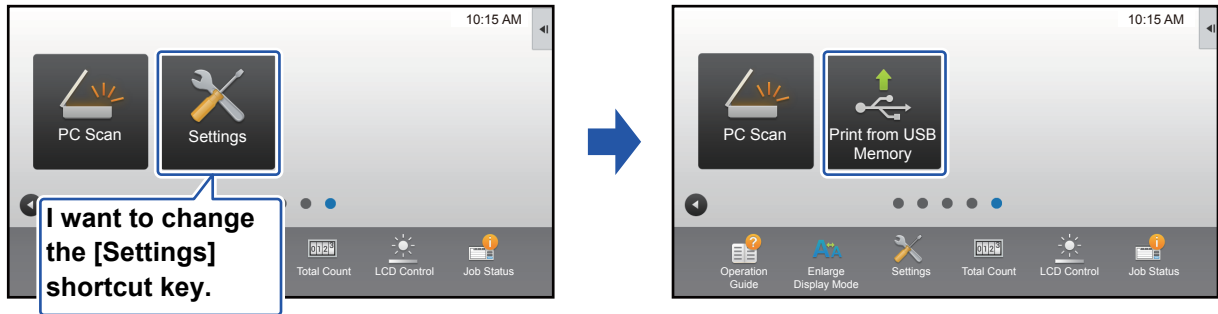 10:15 AM
PC Scan
Settings
I want to change
the [Settings]
shortcut key.
Total Count
LCD Control
Job Status
10:15 AM
PC Scan
Print from USB
Memory
Operation
Guide
Enlarge
Display Mode
Settings
Total Count
LCD Control
Job Status